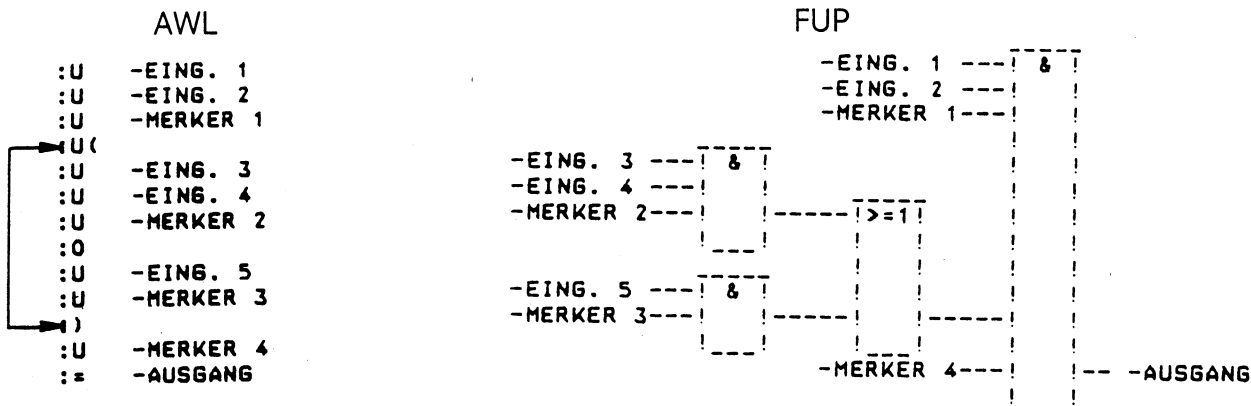 AWL
:U -EING. 1
:U -EING. 2
:U -MERKER 1
:U(
:U -EING. 3
:U -EING. 4
:U -MERKER 2
:O
:U -EING. 5
:U -MERKER 3
:)
:U -MERKER 4
:= -AUSGANG
FUP
-EING. 1 ---! & !
-EING. 2 ---!
-MERKER 1---!
-EING. 3 ---! & !
-EING. 4 ---!
-MERKER 2---! !-----!>=1!
-EING. 5 ---! & !
-MERKER 3---! !-----! !-----!
-MERKER 4---! !-- -AUSGANG